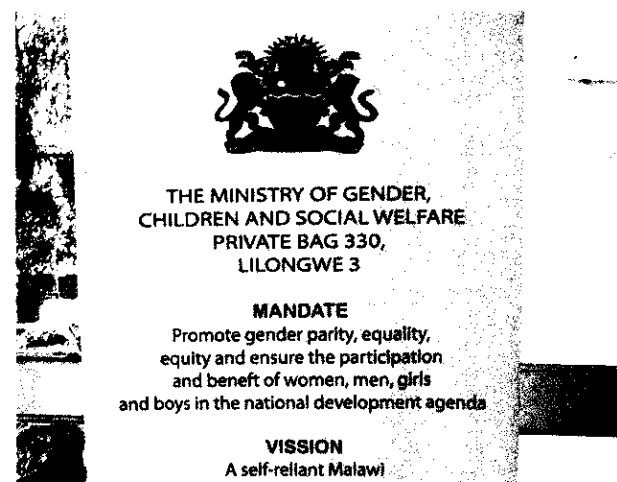 THE MINISTRY OF GENDER,
CHILDREN AND SOCIAL WELFARE
PRIVATE BAG 330,
LILONGWE 3
MANDATE
Promote gender parity, equality,
equity and ensure the participation
and beneft of women, men, girls
and boys in the national development agenda
VISSION
A self-reliant Malawi